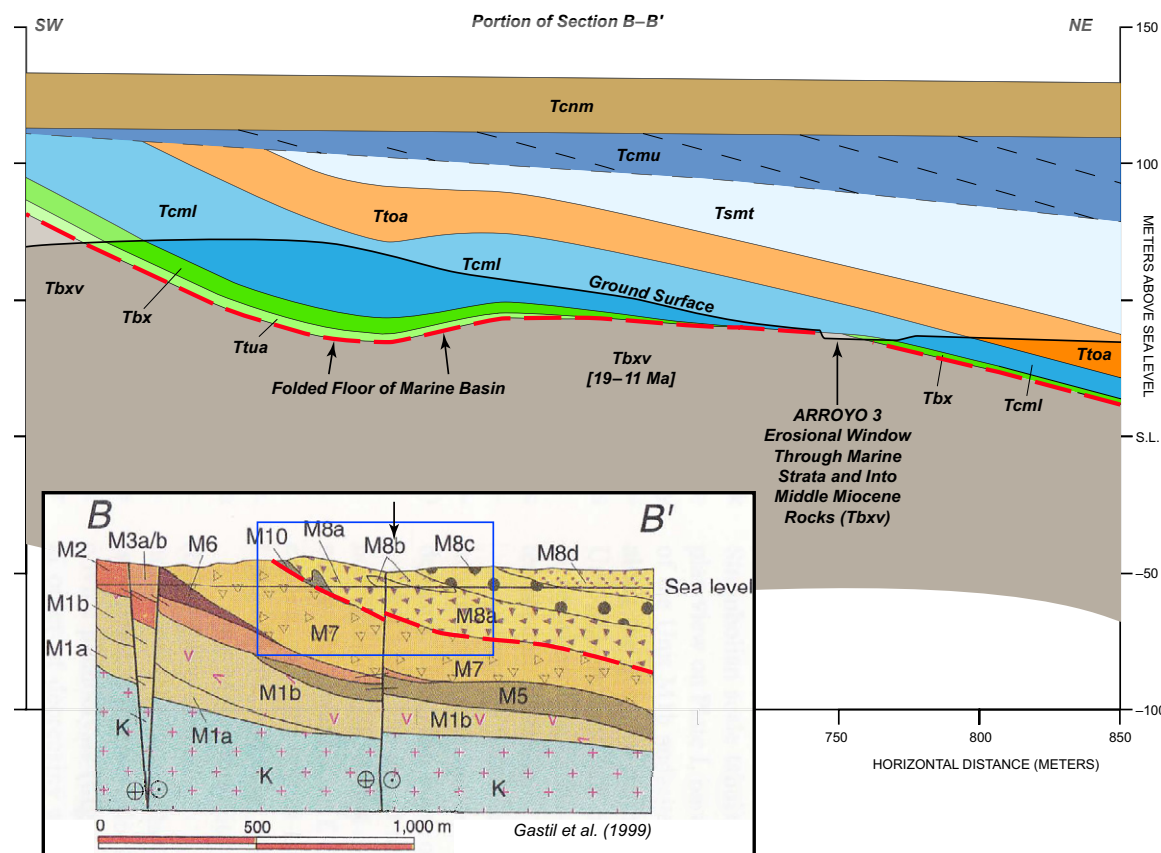 SW
Portion of Section B–B'
NE
150
Tcnm
Tcmu
100
Tcml
Ttoa
Tsmt
Tcml
Ground Surface
METERS ABOVE SEA LEVEL
Tbxv
Tbx
Ttua
Folded Floor of Marine Basin
Tbxv
[19–11 Ma]
Ttoa
Tbx
Tcml
ARROYO 3
Erosional Window
Through Marine
Strata and Into
Middle Miocene
Rocks (Tbxv)
S.L.
–50
–100
750
800
850
HORIZONTAL DISTANCE (METERS)
B
B'
M2
M3a/b
M6
M10
M8a
M8b
M8c
M8d
Sea level
M1b
M8a
M1a
M7
M7
M1b
M5
M1b
K
M1a
K
K
0
500
1,000 m
Gastil et al. (1999)